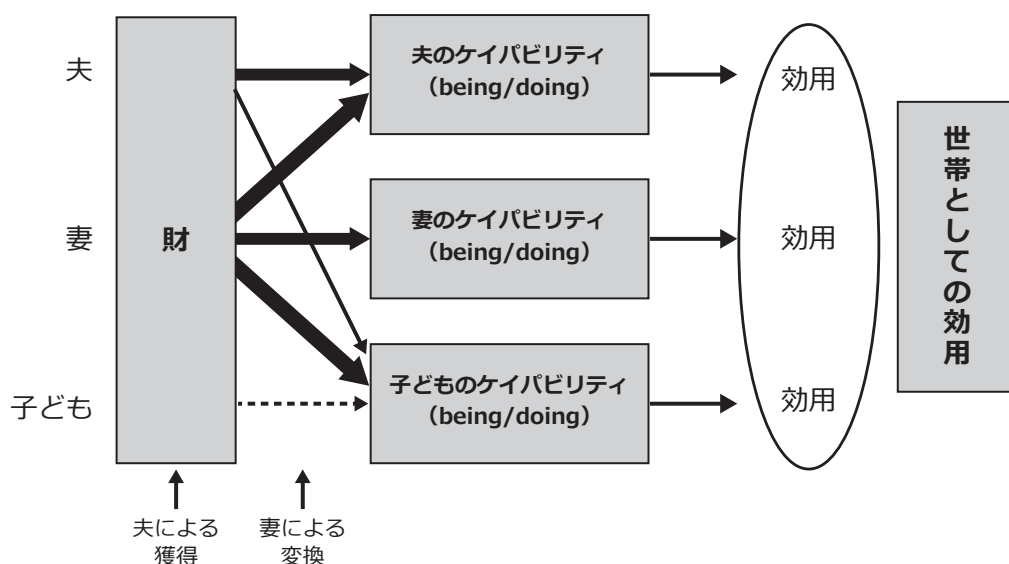 夫
妻
子ども
財
夫のケイパビリティ
（being/doing）
妻のケイパビリティ
（being/doing）
子どものケイパビリティ
（being/doing）
効用
効用
効用
世帯としての効用
夫による
獲得
妻による
変換